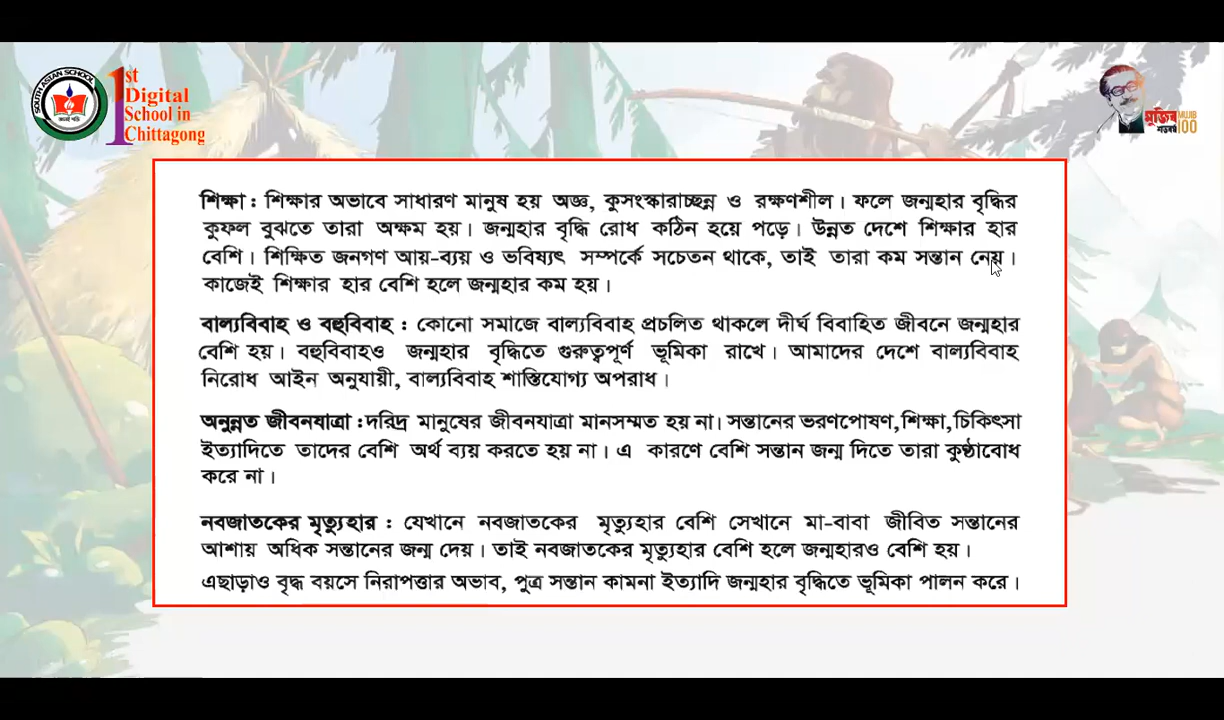 SOUTH ASIAN SCHOOL
1st
Digital
School in
Chittagong
মুজিব MUJIB
শতবর্ষ 100
শিক্ষা : শিক্ষার অভাবে সাধারণ মানুষ হয় অজ্ঞ, কুসংস্কারাচ্ছন্ন ও রক্ষণশীল। ফলে জন্মহার বৃদ্ধির
কুফল বুঝতে তারা অক্ষম হয়। জন্মহার বৃদ্ধি রোধ কঠিন হয়ে পড়ে। উন্নত দেশে শিক্ষার হার
বেশি। শিক্ষিত জনগণ আয়-ব্যয় ও ভবিষ্যৎ সম্পর্কে সচেতন থাকে, তাই তারা কম সন্তান নেয়।
কাজেই শিক্ষার হার বেশি হলে জন্মহার কম হয়।
বাল্যবিবাহ ও বহুবিবাহ : কোনো সমাজে বাল্যবিবাহ প্রচলিত থাকলে দীর্ঘ বিবাহিত জীবনে জন্মহার
বেশি হয়। বহুবিবাহও জন্মহার বৃদ্ধিতে গুরুত্বপূর্ণ ভূমিকা রাখে। আমাদের দেশে বাল্যবিবাহ
নিরোধ আইন অনুযায়ী, বাল্যবিবাহ শাস্তিযোগ্য অপরাধ।
অনুন্নত জীবনযাত্রা :দরিদ্র মানুষের জীবনযাত্রা মানসম্মত হয় না। সন্তানের ভরণপোষণ,শিক্ষা,চিকিৎসা
ইত্যাদিতে তাদের বেশি অর্থ ব্যয় করতে হয় না। এ কারণে বেশি সন্তান জন্ম দিতে তারা কুণ্ঠাবোধ
করে না।
নবজাতকের মৃত্যুহার : যেখানে নবজাতকের মৃত্যুহার বেশি সেখানে মা-বাবা জীবিত সন্তানের
আশায় অধিক সন্তানের জন্ম দেয়। তাই নবজাতকের মৃত্যুহার বেশি হলে জন্মহারও বেশি হয়।
এছাড়াও বৃদ্ধ বয়সে নিরাপত্তার অভাব, পুত্র সন্তান কামনা ইত্যাদি জন্মহার বৃদ্ধিতে ভূমিকা পালন করে।